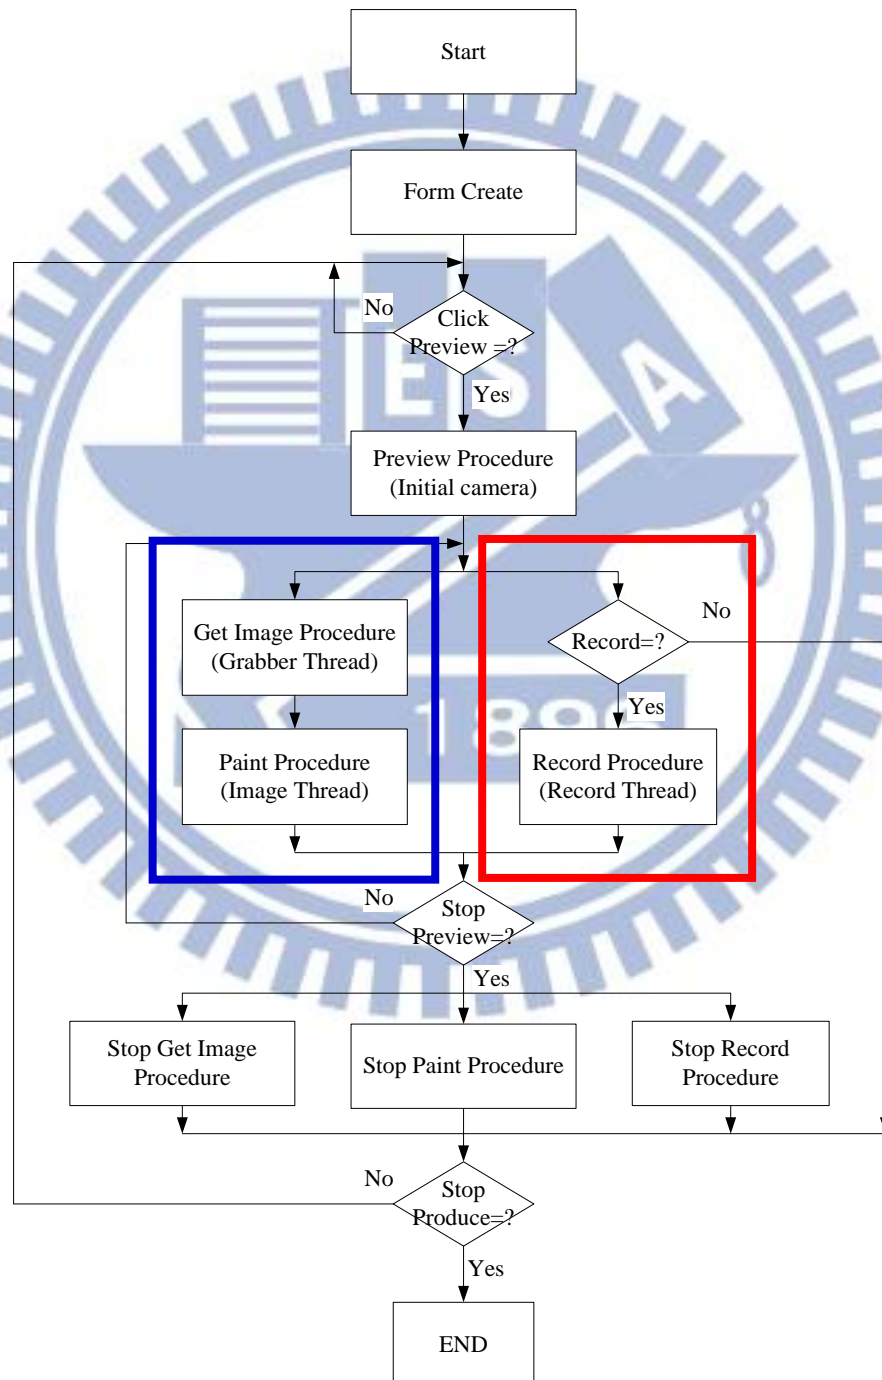 Start
Form Create
No
Click
Preview =?
Yes
Preview Procedure
(Initial camera)
Get Image Procedure
(Grabber Thread)
Record=?
No
Yes
Paint Procedure
(Image Thread)
Record Procedure
(Record Thread)
No
Stop
Preview=?
Yes
Stop Get Image
Procedure
Stop Paint Procedure
Stop Record
Procedure
No
Stop
Produce=?
Yes
END
E S
A
1896